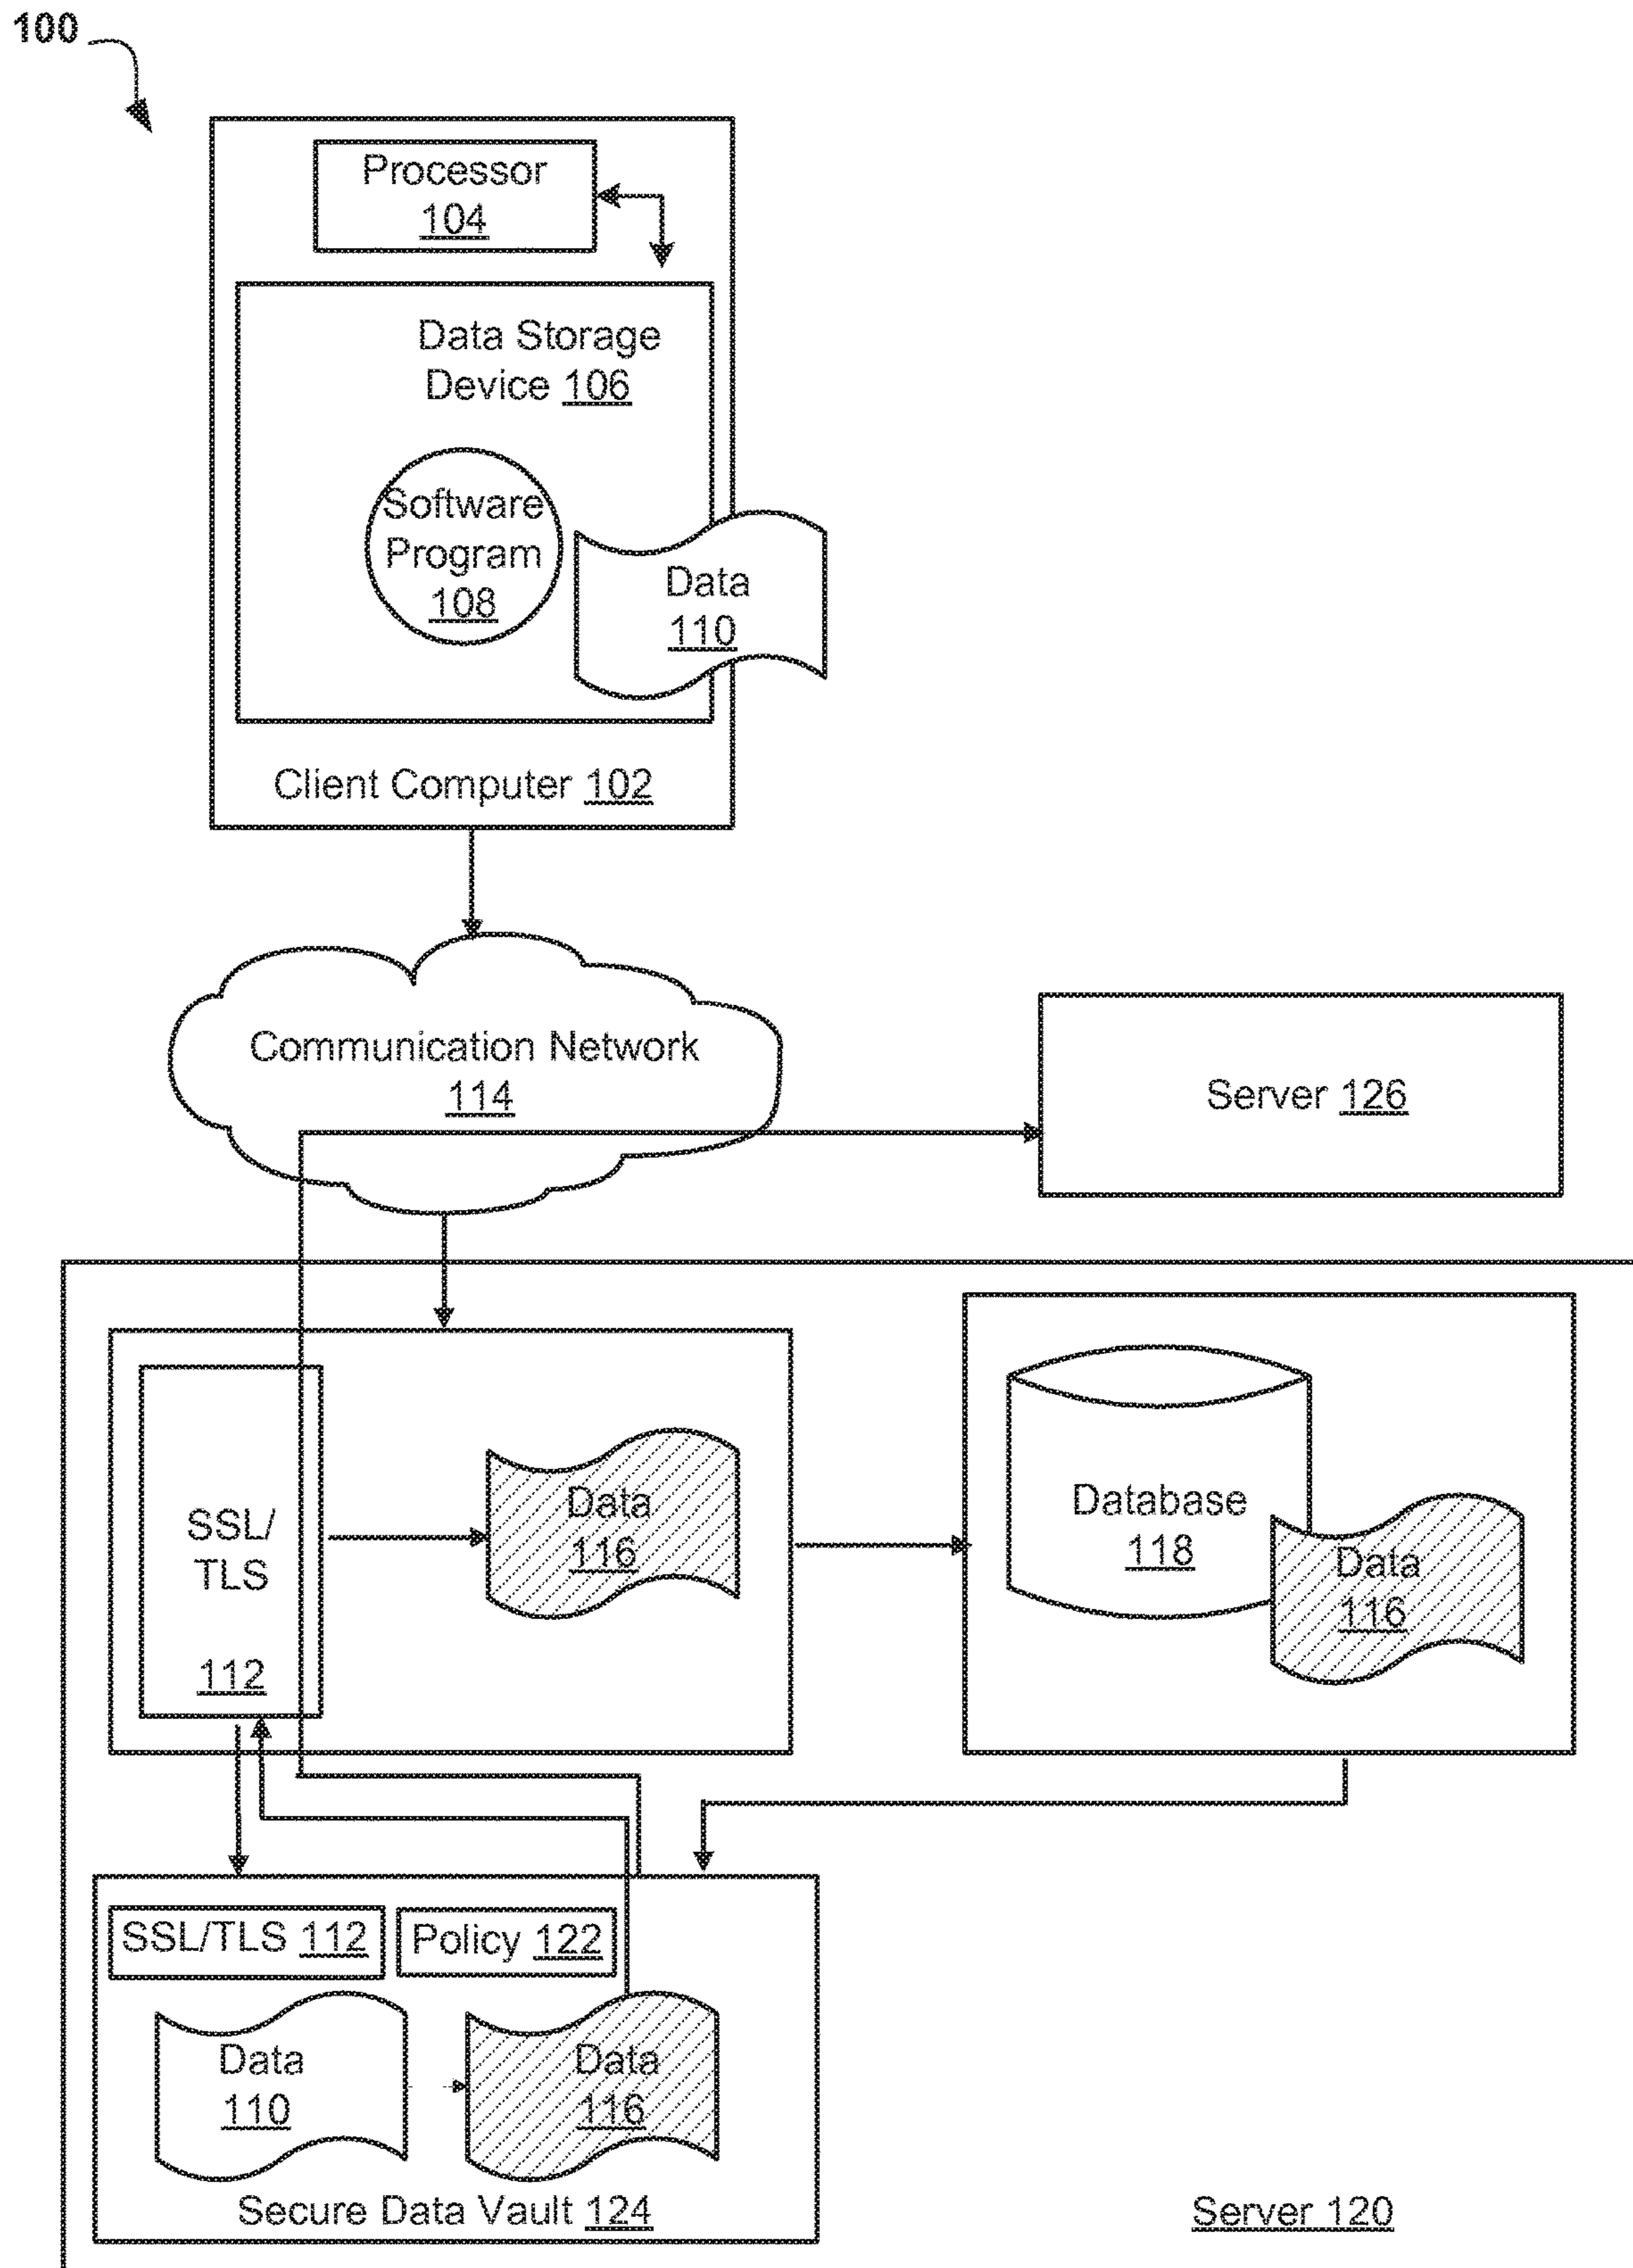 100
Processor
104
Data Storage
Device 106
Software
Program
108
Data
110
Client Computer 102
Communication Network
114
Server 126
SSL/
TLS
112
Data
116
Database
118
Data
116
SSL/TLS 112
Policy 122
Data
110
Data
116
Secure Data Vault 124
Server 120